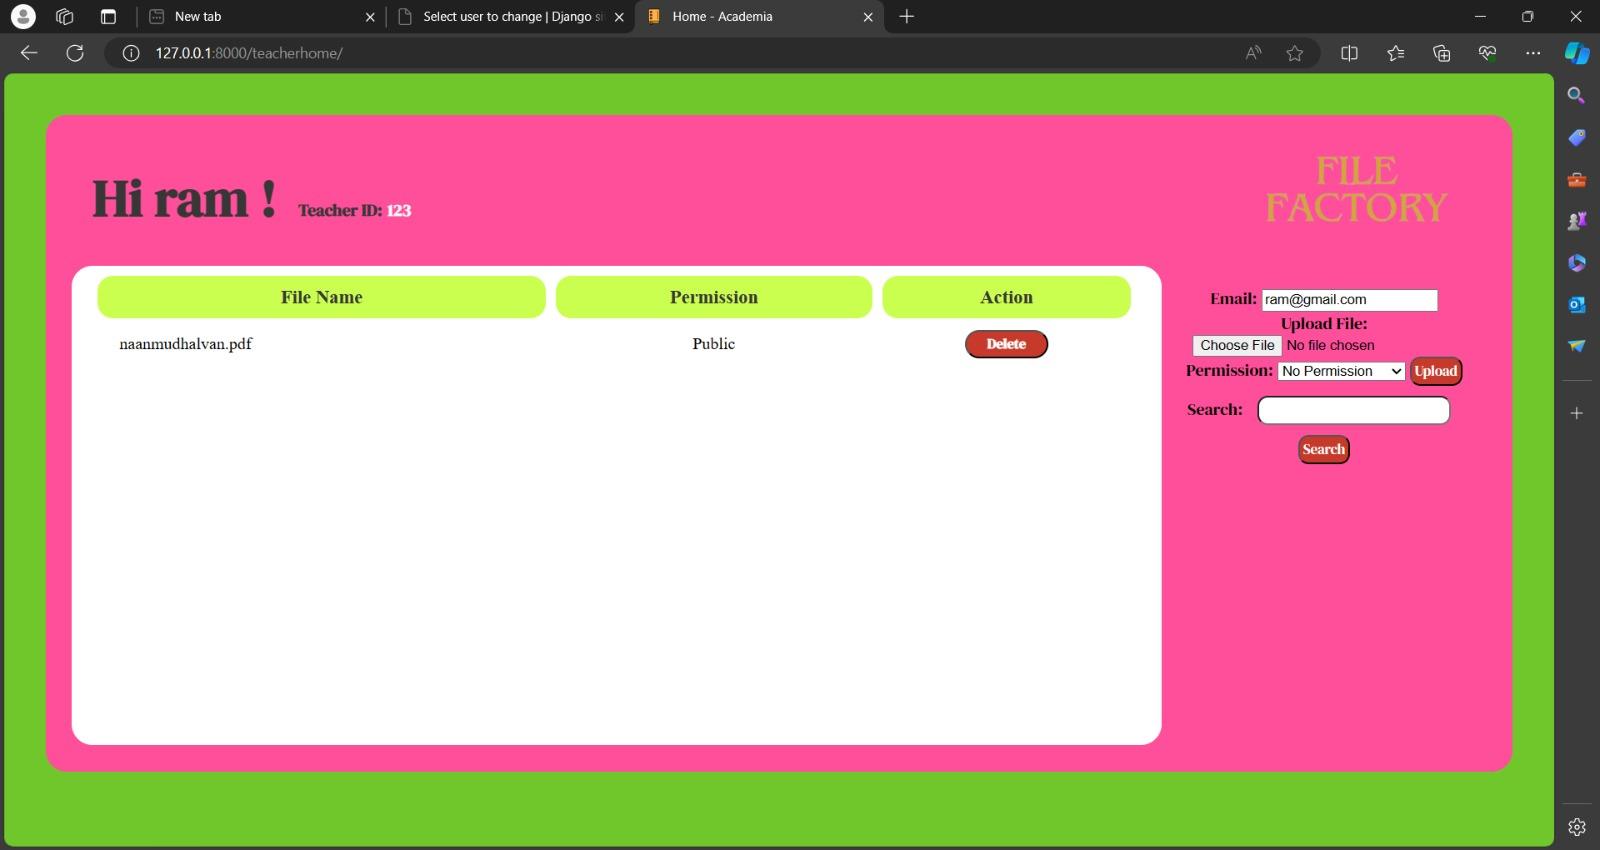 New tab
Select user to change | Django si
Home - Academia
127.0.0.1:8000/teacherhome/
Hi ram !
Teacher ID: 123
FILE
FACTORY
File Name
Permission
Action
naanmudhalvan.pdf
Public
Delete
Email: ram@gmail.com
Upload File:
Choose File No file chosen
Permission: No Permission Upload
Search:
Search